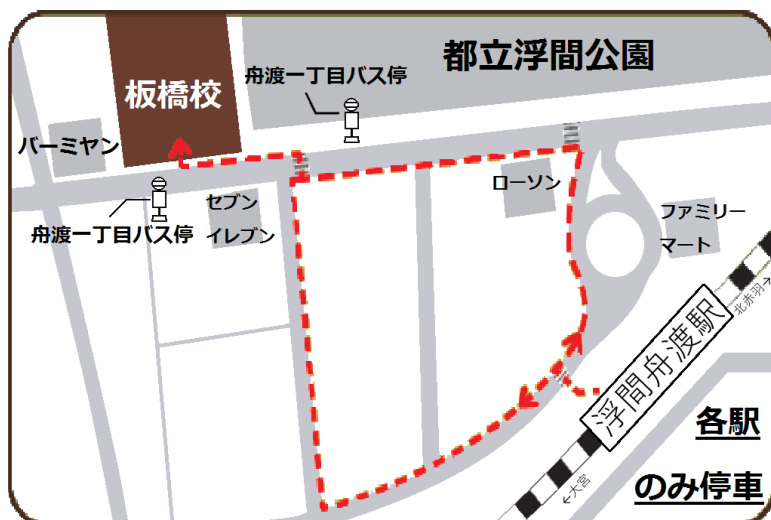 都立浮間公園
舟渡一丁目バス停
板橋校
バーミヤン
ローソン
セブン
イレブン
舟渡一丁目バス停
ファミリー
マート
北赤羽→
浮間舟渡駅
各駅
のみ停車
←大宮